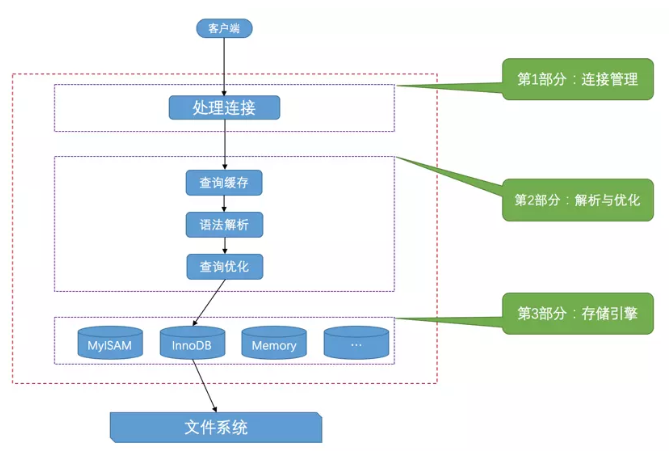 客户端
第1部分：连接管理
处理连接
查询缓存
第2部分：解析与优化
语法解析
查询优化
第3部分：存储引擎
MyISAM
InnoDB
Memory
...
文件系统